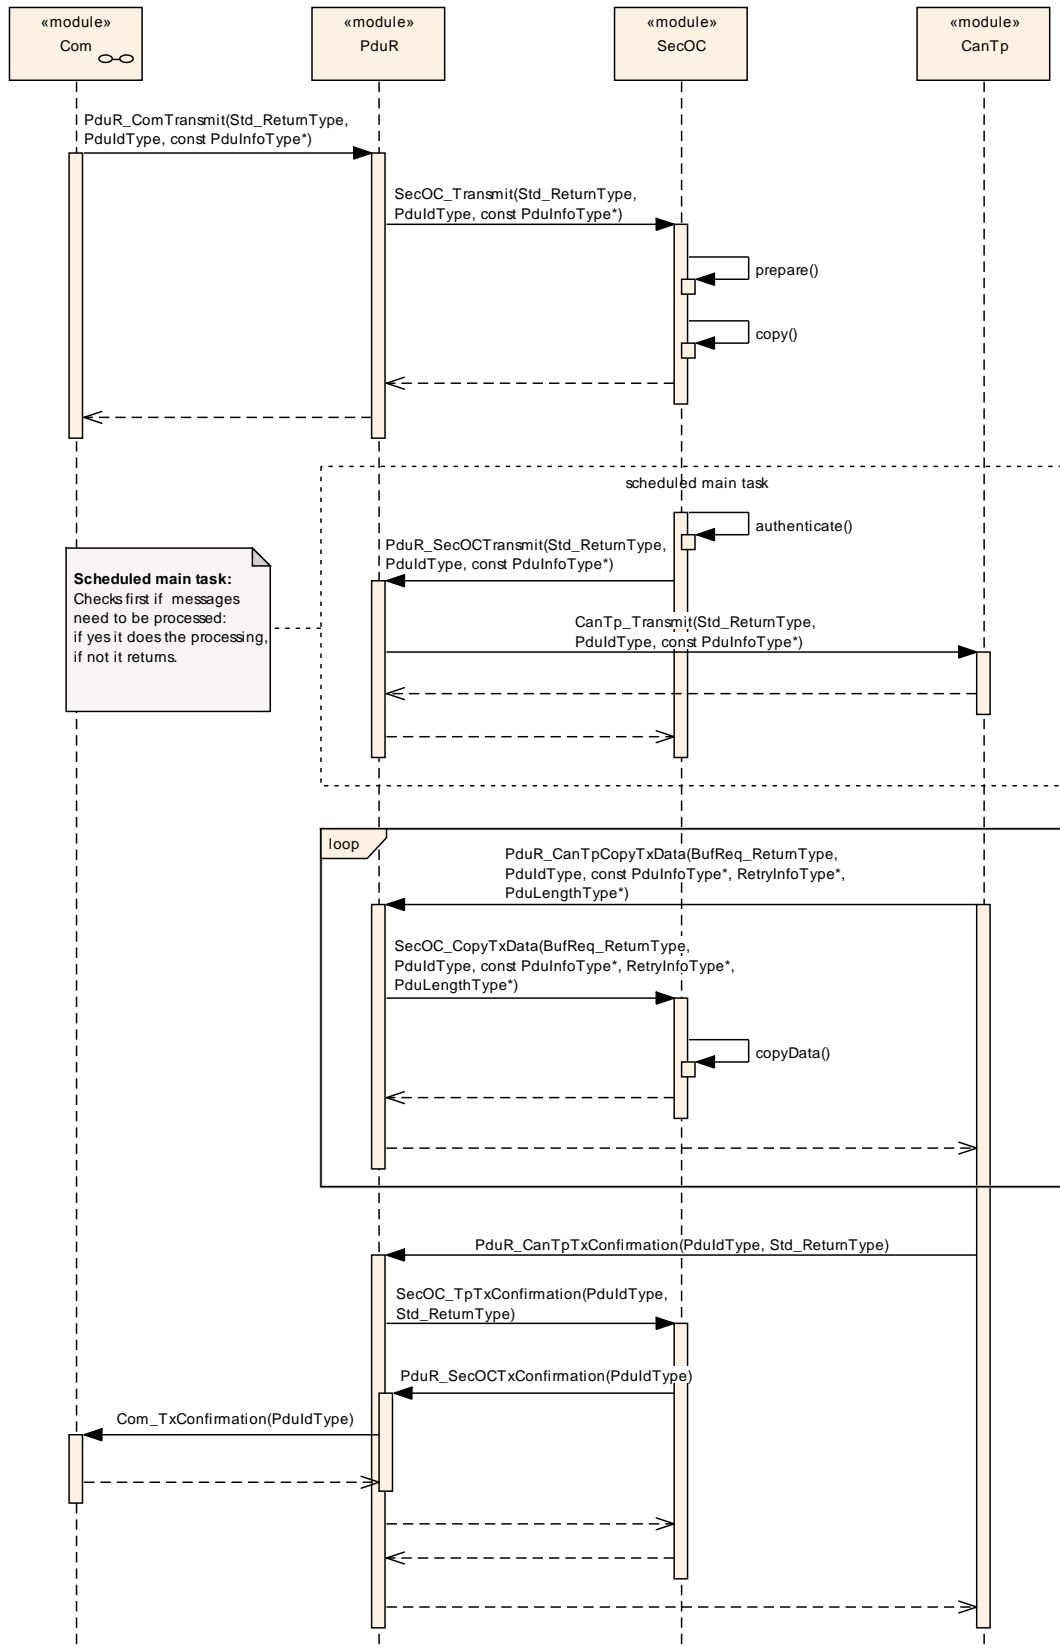 «module»
Com
«module»
PduR
«module»
SecOC
«module»
CanTp
PduR_ComTransmit(Std_ReturnType,
PduIdType, const PduInfoType*)
SecOC_Transmit(Std_ReturnType,
PduIdType, const PduInfoType*)
prepare()
copy()
scheduled main task
authenticate()
PduR_SecOCTransmit(Std_ReturnType,
PduIdType, const PduInfoType*)
Scheduled main task:
Checks first if messages
need to be processed:
if yes it does the processing,
if not it returns.
CanTp_Transmit(Std_ReturnType,
PduIdType, const PduInfoType*)
loop
PduR_CanTpCopyTxData(BufReq_ReturnType,
PduIdType, const PduInfoType*, RetryInfoType*,
PduLengthType*)
SecOC_CopyTxData(BufReq_ReturnType,
PduIdType, const PduInfoType*, RetryInfoType*,
PduLengthType*)
copyData()
PduR_CanTpTxConfirmation(PduIdType, Std_ReturnType)
SecOC_TpTxConfirmation(PduIdType,
Std_ReturnType)
PduR_SecOCTxConfirmation(PduIdType)
Com_TxConfirmation(PduIdType)